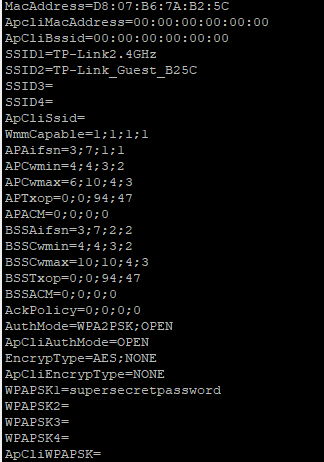 MacAddress=D8:07:B6:7A:B2:5C
ApcliMacAddress=00:00:00:00:00:00
ApCliBssid=00:00:00:00:00:00
SSID1=TP-Link2.4GHz
SSID2=TP-Link_Guest_B25C
SSID3=
SSID4=
ApCliSsid=
WmmCapable=1;1;1;1
APAifsn=3;7;1;1
APCwmin=4;4;3;2
APCwmax=6;10;4;3
APTxop=0;0;94;47
APACM=0;0;0;0
BSSAifsn=3;7;2;2
BSSCwmin=4;4;3;2
BSSCwmax=10;10;4;3
BSSTxop=0;0;94;47
BSSACM=0;0;0;0
AckPolicy=0;0;0;0
AuthMode=WPA2PSK;OPEN
ApCliAuthMode=OPEN
EncrypType=AES;NONE
ApCliEncrypType=NONE
WPAPSK1=supersecretpassword
WPAPSK2=
WPAPSK3=
WPAPSK4=
ApCliWPAPSK=